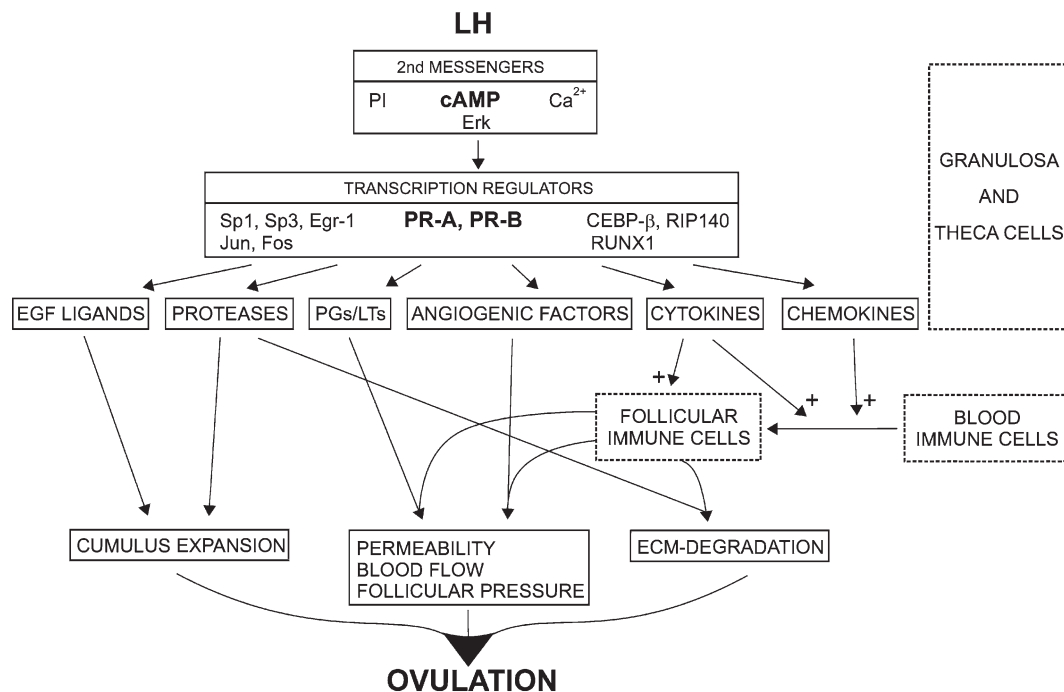 LH
2nd MESSENGERS
PI cAMP Ca2+
Erk
GRANULOSA
AND
THECA CELLS
TRANSCRIPTION REGULATORS
Sp1, Sp3, Egr-1 PR-A, PR-B CEBP-β, RIP140
Jun, Fos RUNX1
EGF LIGANDS PROTEASES PGs/LTs ANGIOGENIC FACTORS CYTOKINES CHEMOKINES
+ + +
FOLLICULAR
IMMUNE CELLS
BLOOD
IMMUNE CELLS
CUMULUS EXPANSION
PERMEABILITY
BLOOD FLOW
FOLLICULAR PRESSURE
ECM-DEGRADATION
OVULATION